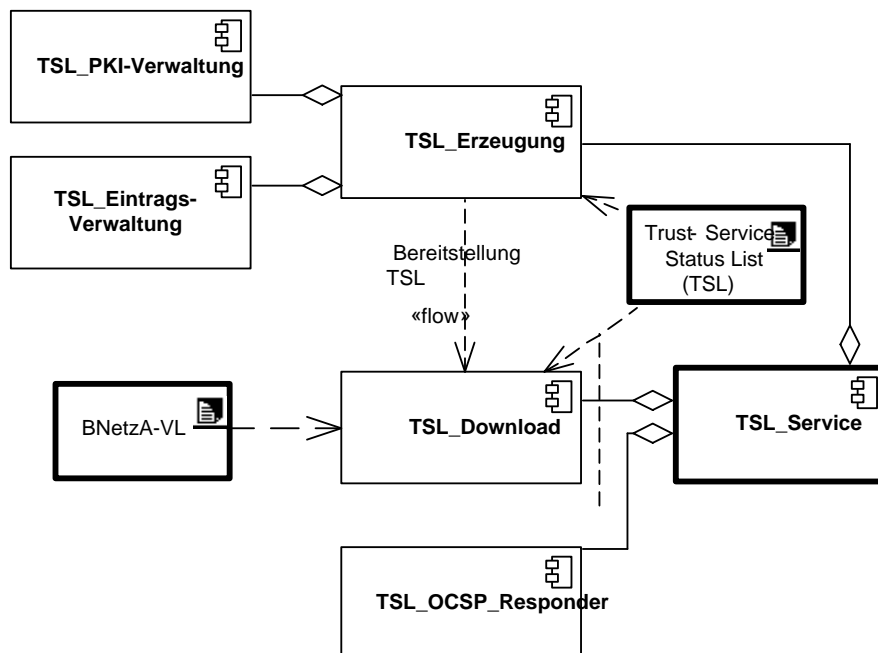 TSL_PKI-Verwaltung
TSL_Erzeugung
TSL_Eintrags-
Verwaltung
Trust- Service
Status List
(TSL)
Bereitstellung
TSL
«flow»
BNetzA-VL
TSL_Download
TSL_Service
TSL_OCSP_Responder